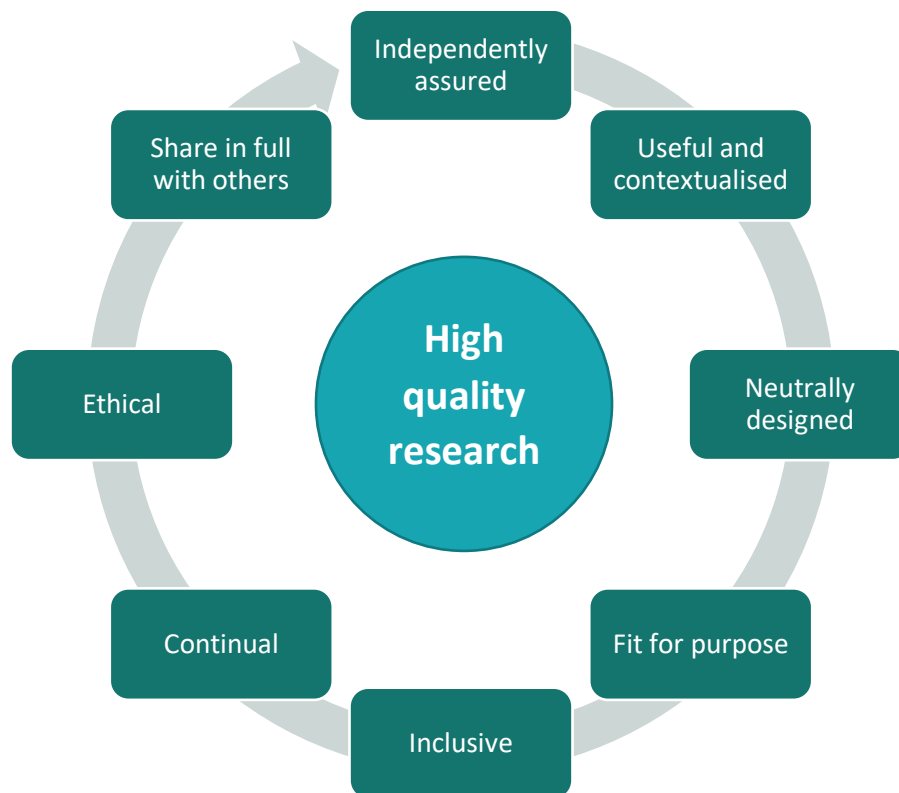 Independently
assured
Useful and
contextualised
Neutrally
designed
Fit for purpose
Inclusive
Continual
Ethical
Share in full
with others
High
quality
research